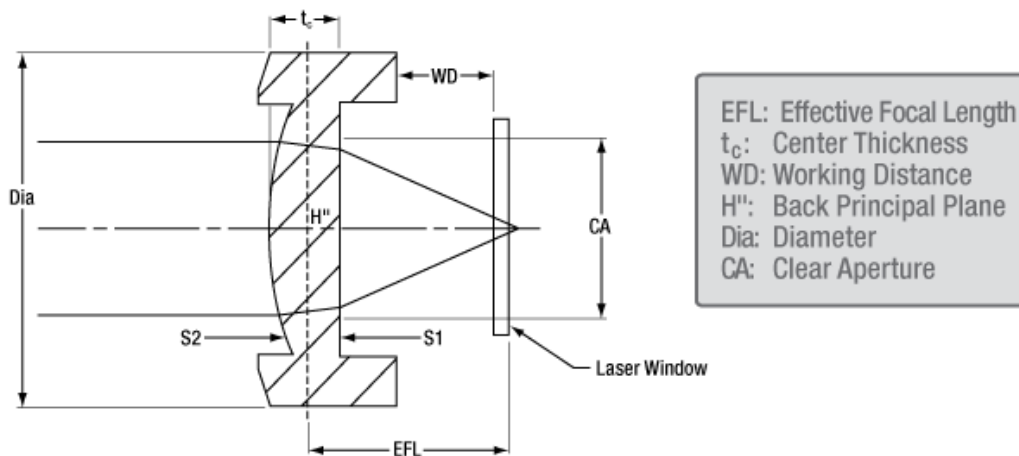 t꜀
WD
Dia
H"
CA
S2
S1
Laser Window
EFL
EFL: Effective Focal Length
tc: Center Thickness
WD: Working Distance
H": Back Principal Plane
Dia: Diameter
CA: Clear Aperture